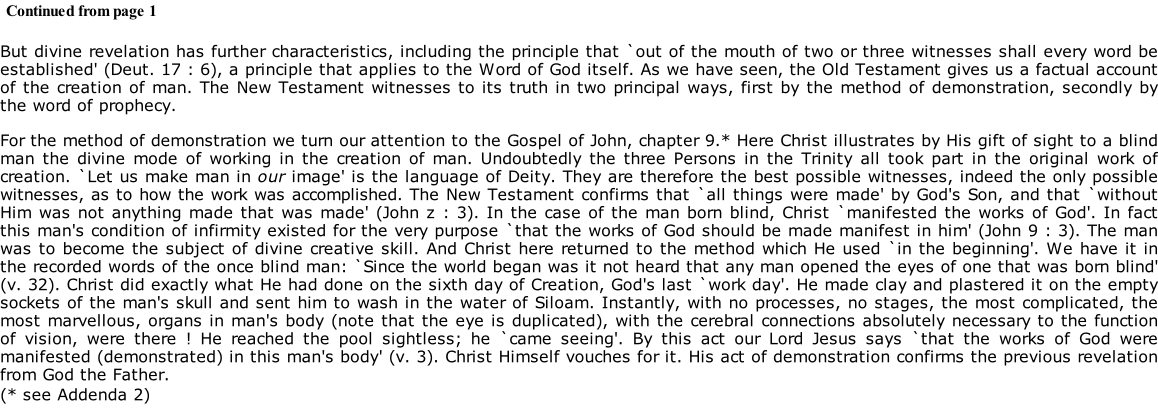 Continued from page 1
But divine revelation has further characteristics, including the principle that `out of the mouth of two or three witnesses shall every word be
established' (Deut. 17 : 6), a principle that applies to the Word of God itself. As we have seen, the Old Testament gives us a factual account
of the creation of man. The New Testament witnesses to its truth in two principal ways, first by the method of demonstration, secondly by
the word of prophecy.
For the method of demonstration we turn our attention to the Gospel of John, chapter 9.* Here Christ illustrates by His gift of sight to a blind
man the divine mode of working in the creation of man. Undoubtedly the three Persons in the Trinity all took part in the original work of
creation. `Let us make man in our image' is the language of Deity. They are therefore the best possible witnesses, indeed the only possible
witnesses, as to how the work was accomplished. The New Testament confirms that `all things were made' by God's Son, and that `without
Him was not anything made that was made' (John z : 3). In the case of the man born blind, Christ `manifested the works of God'. In fact
this man's condition of infirmity existed for the very purpose `that the works of God should be made manifest in him' (John 9 : 3). The man
was to become the subject of divine creative skill. And Christ here returned to the method which He used `in the beginning'. We have it in
the recorded words of the once blind man: `Since the world began was it not heard that any man opened the eyes of one that was born blind'
(v. 32). Christ did exactly what He had done on the sixth day of Creation, God's last `work day'. He made clay and plastered it on the empty
sockets of the man's skull and sent him to wash in the water of Siloam. Instantly, with no processes, no stages, the most complicated, the
most marvellous, organs in man's body (note that the eye is duplicated), with the cerebral connections absolutely necessary to the function
of vision, were there ! He reached the pool sightless; he `came seeing'. By this act our Lord Jesus says `that the works of God were
manifested (demonstrated) in this man's body' (v. 3). Christ Himself vouches for it. His act of demonstration confirms the previous revelation
from God the Father.
(* see Addenda 2)